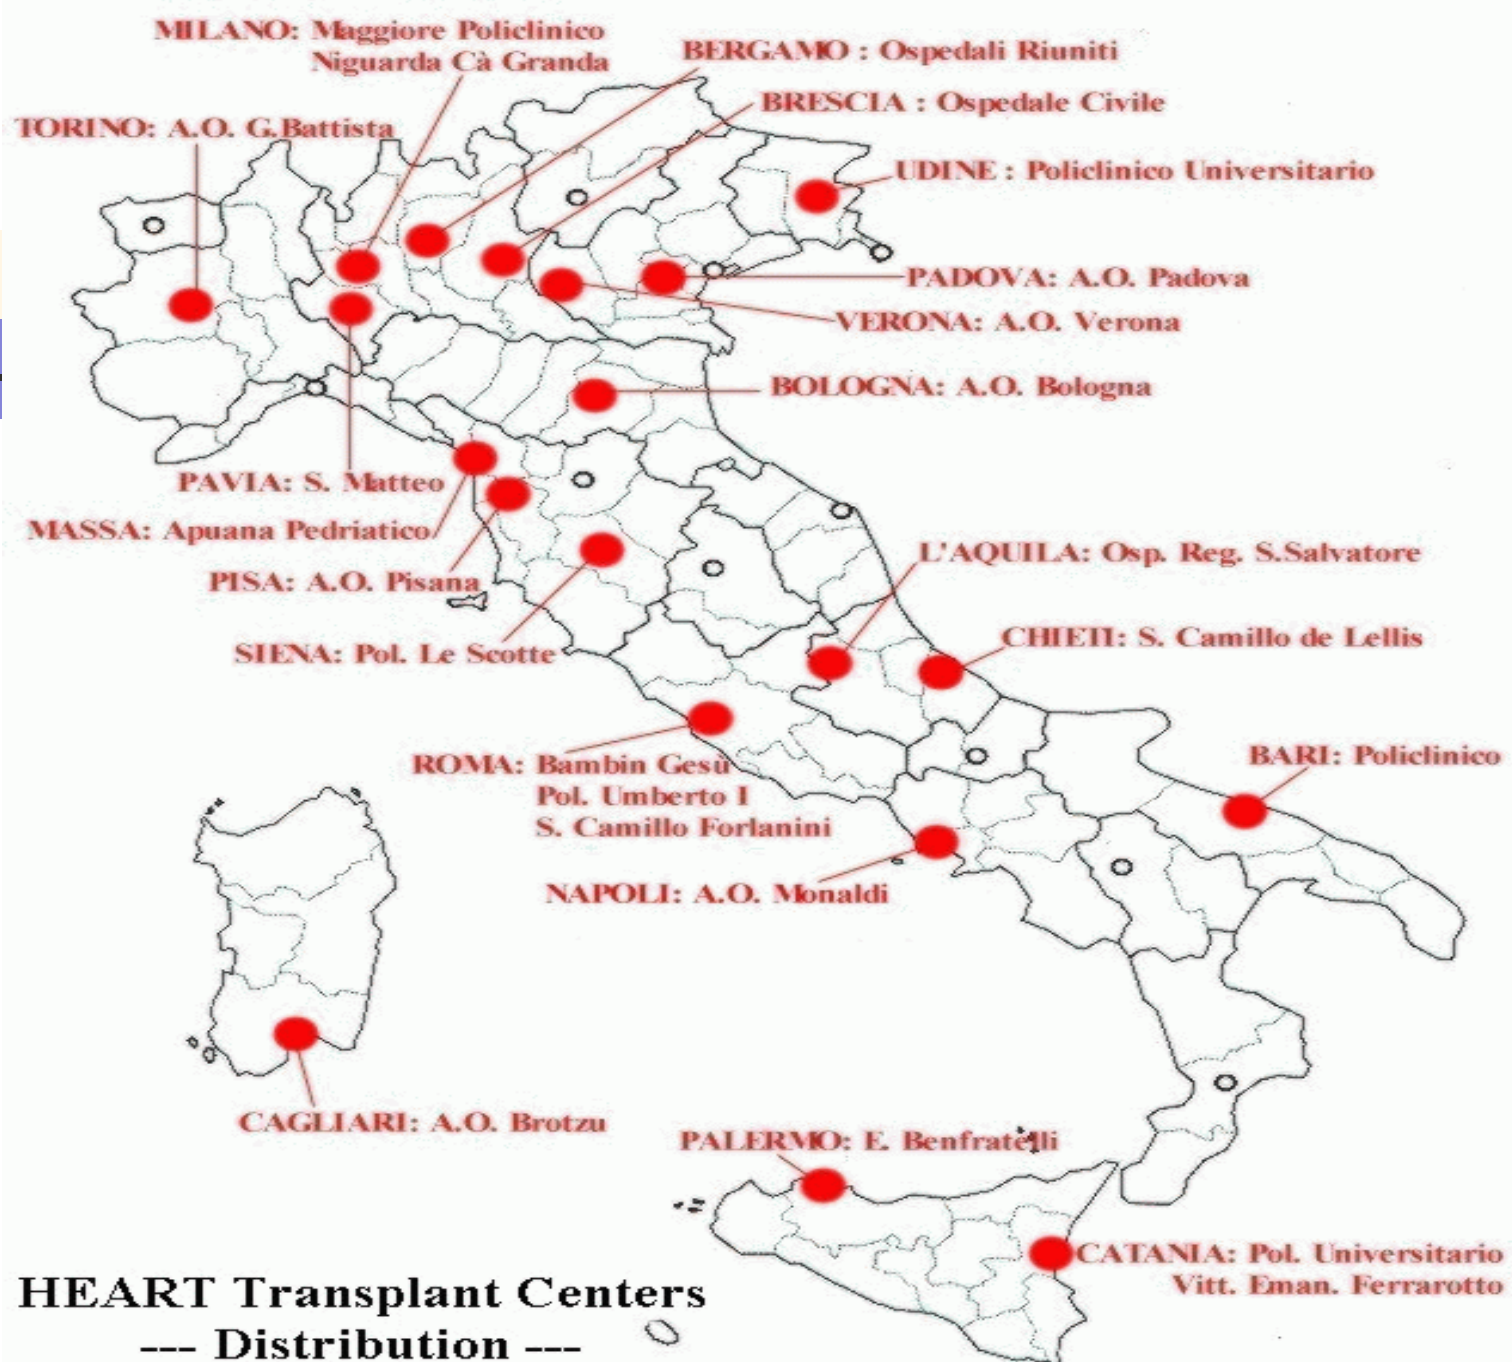 MILANO: Maggiore Policlinico
Niguarda Cà Granda
BERGAMO : Ospedali Riuniti
BRESCIA : Ospedale Civile
TORINO: A.O. G.Battista
UDINE : Policlinico Universitario
PADOVA: A.O. Padova
VERONA: A.O. Verona
BOLOGNA: A.O. Bologna
PAVIA: S. Matteo
MASSA: Apuana Pedriatico
PISA: A.O. Pisana
L'AQUILA: Osp. Reg. S.Salvatore
SIENA: Pol. Le Scotte
CHIETI: S. Camillo de Lellis
ROMA: Bambin Gesù
Pol. Umberto I
S. Camillo Forlanini
BARI: Policlinico
NAPOLI: A.O. Monaldi
CAGLIARI: A.O. Brotzu
PALERMO: E. Benfratelli
CATANIA: Pol. Universitario
Vitt. Eman. Ferrarotto
HEART Transplant Centers
--- Distribution ---